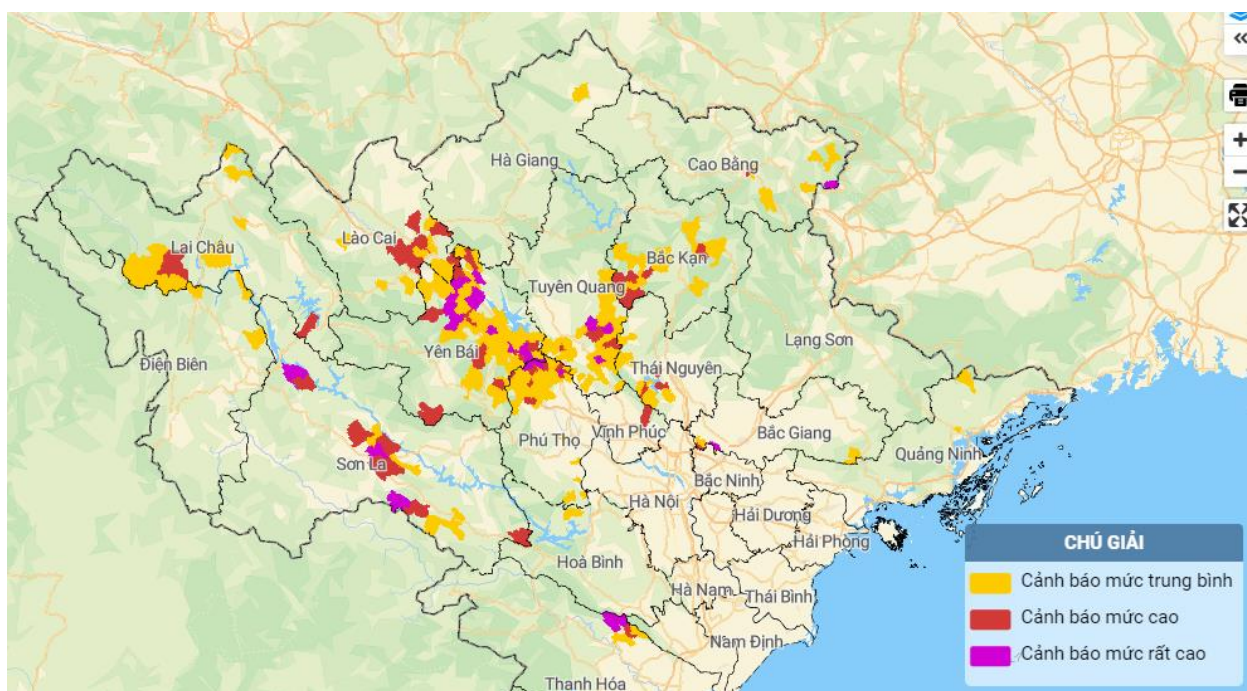 Hà Giang
Cao Bằng
Lào Cai
Lai Châu
Bắc Kạn
Tuyên Quang
Lạng Sơn
Yên Bái
Điện Biên
Thái Nguyên
Phú Thọ
Vĩnh Phúc
Bắc Giang
Quảng Ninh
Sơn La
Bắc Ninh
Hà Nội
Hải Dương
Hải Phòng
Hoà Bình
Hà Nam
Thái Bình
Nam Định
Thanh Hóa
CHÚ GIẢI
Cảnh báo mức trung bình
Cảnh báo mức cao
Cảnh báo mức rất cao